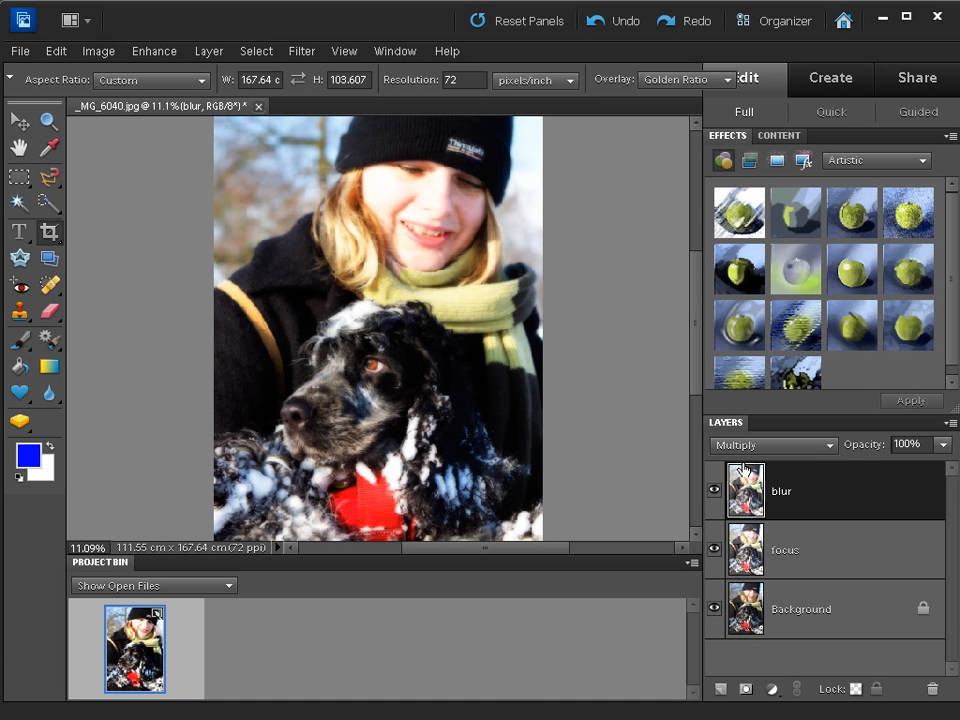 Reset Panels Undo Redo Organizer
File Edit Image Enhance Layer Select Filter View Window Help
Aspect Ratio: Custom W: 167.64 c H: 103.607 Resolution: 72 pixels/inch Overlay: Golden Ratio dit Create Share
Full Quick Guided
_MG_6040.jpg @ 11.1%(blur, RGB/8*) *
EFFECTS CONTENT
Artistic
Apply
LAYERS
Multiply Opacity: 100%
blur
focus
Background
Lock:
11.09% 111.55 cm x 167.64 cm (72 ppi)
PROJECT BIN
Show Open Files